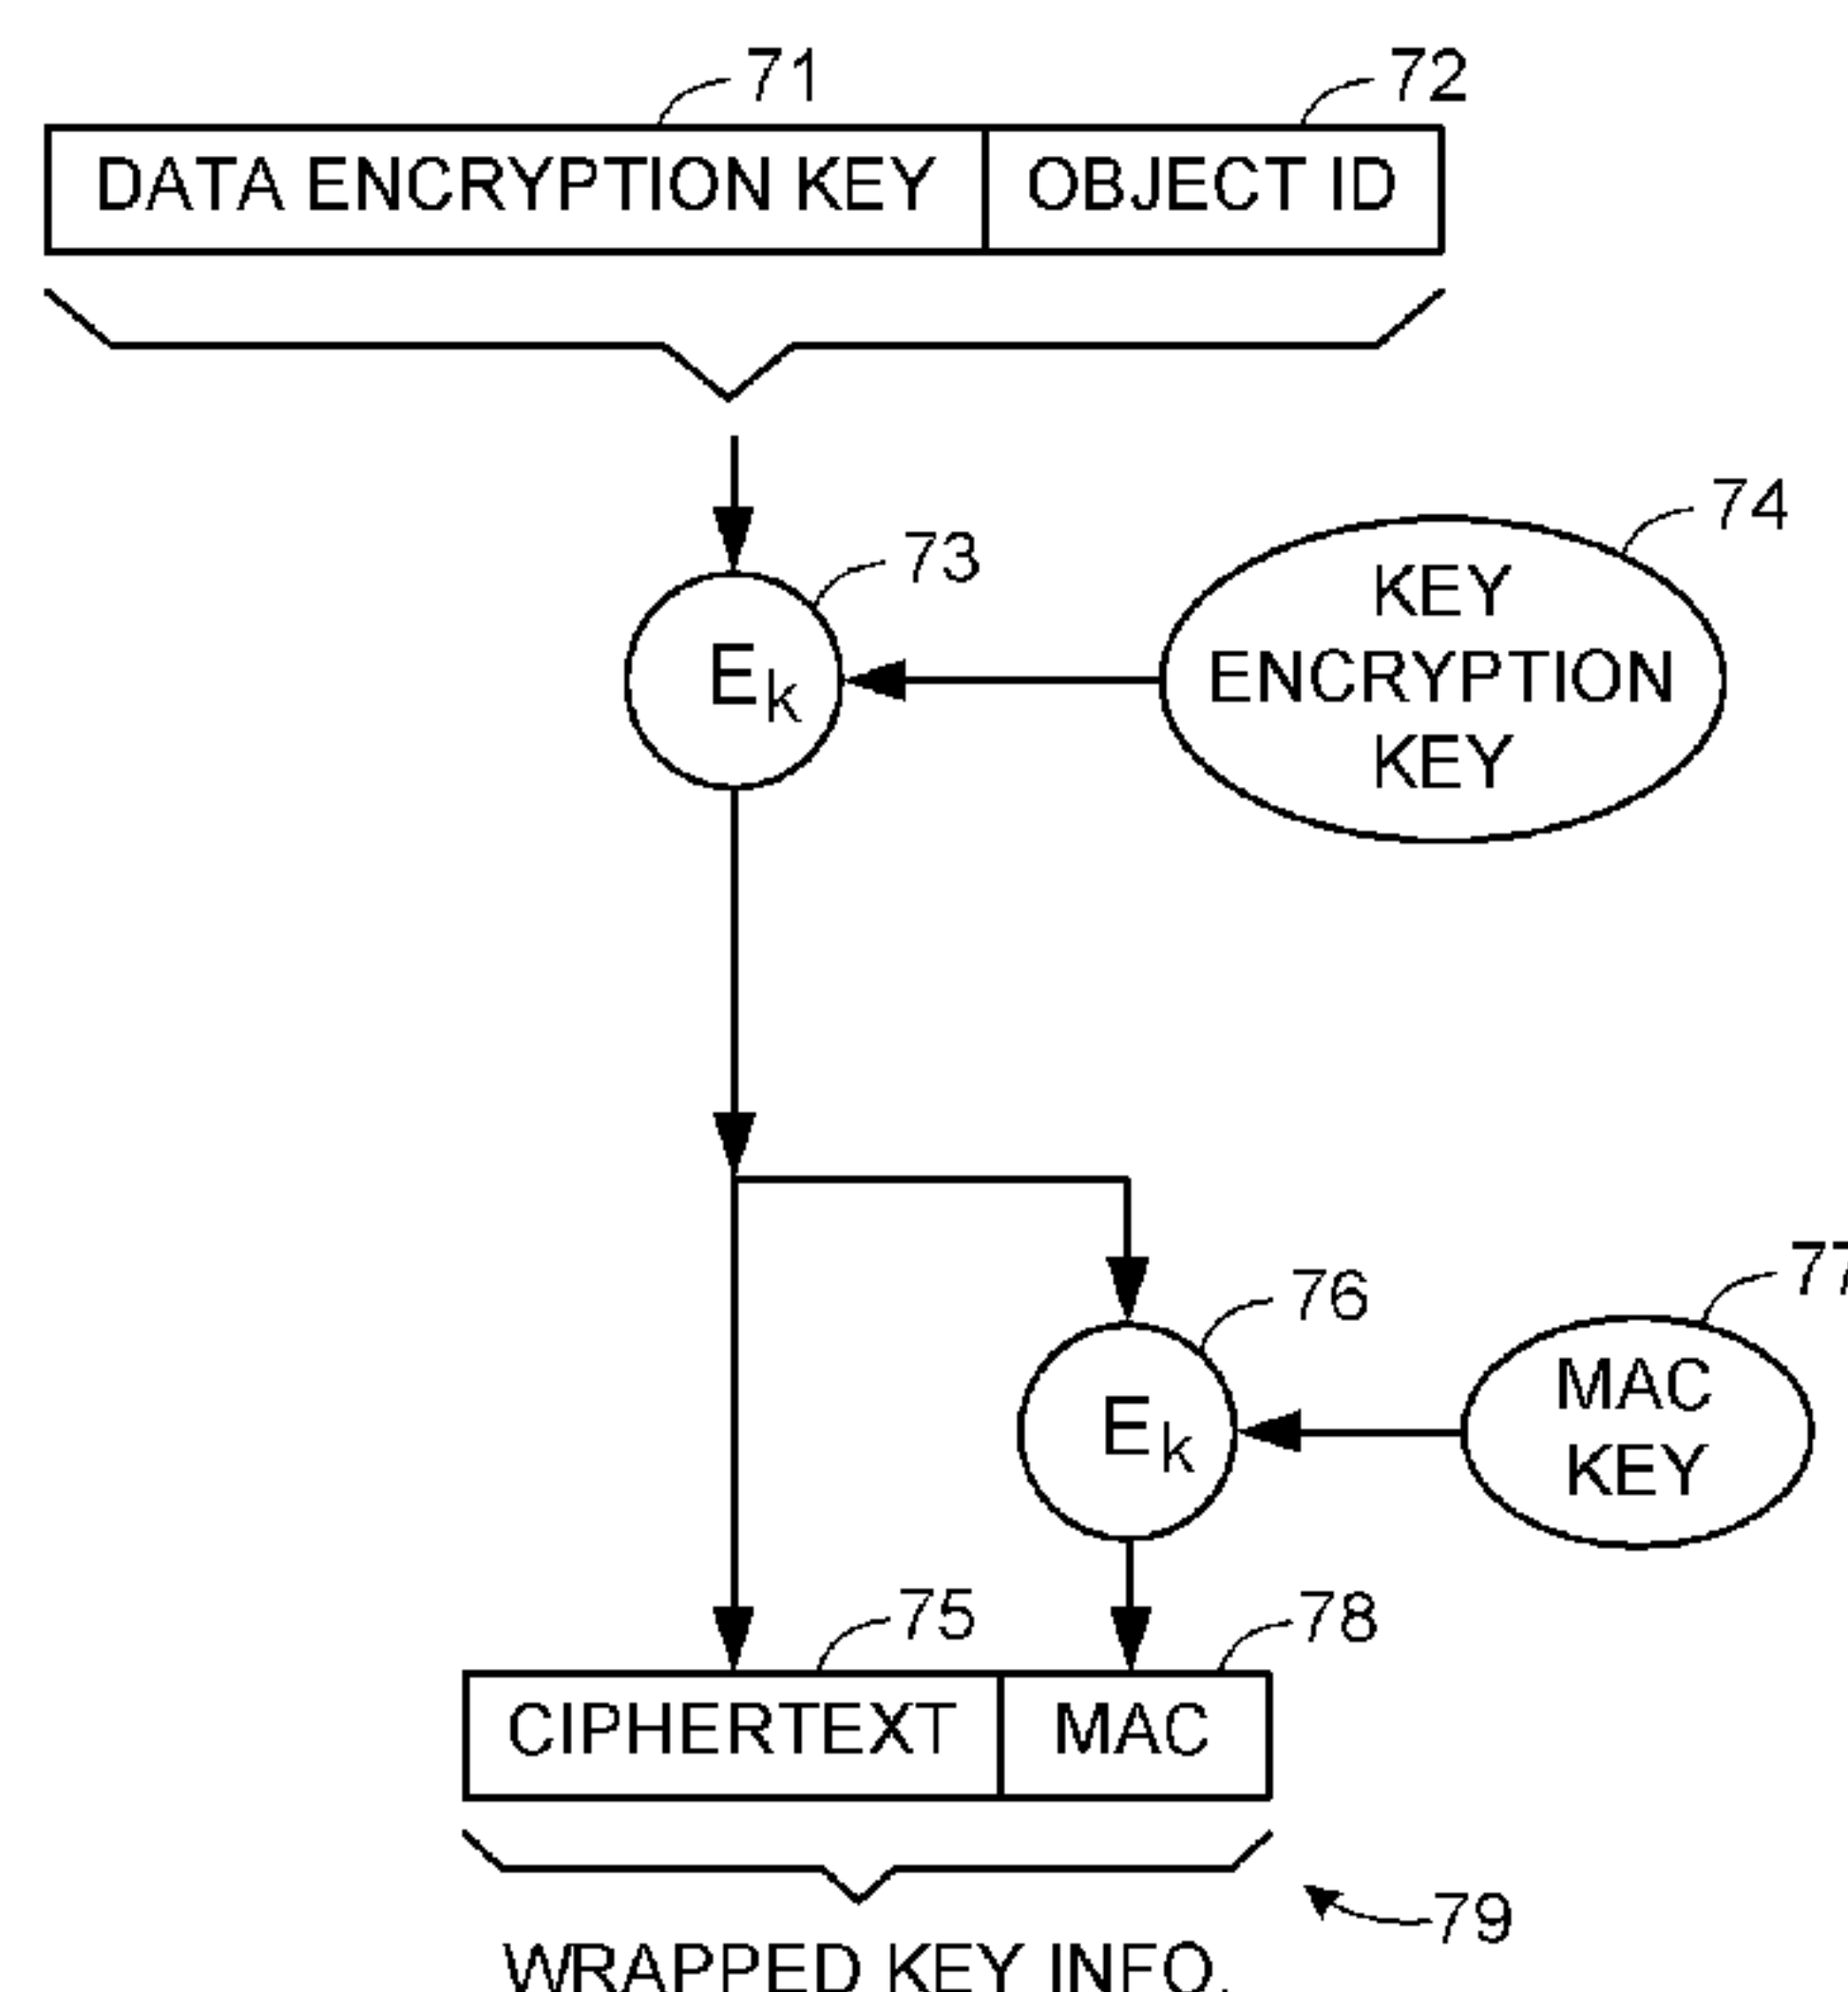 71
72
DATA ENCRYPTION KEY
OBJECT ID
74
73
KEY
ENCRYPTION
KEY
Ek
77
76
MAC
KEY
Ek
75
78
CIPHERTEXT
MAC
79
WRAPPED KEY INFO.